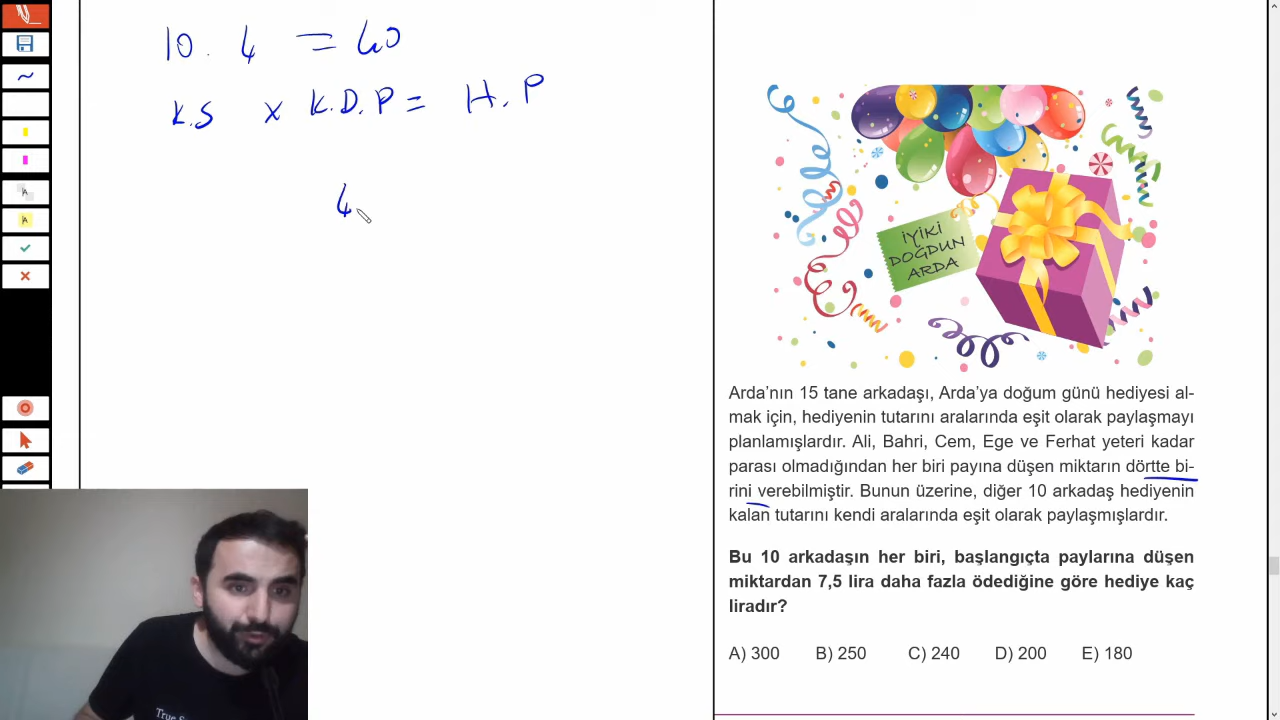 10 . 4 = 40
K.S x K.D.P = H.P
4
İYİKİ
DOĞDUN
ARDA
Arda’nın 15 tane arkadaşı, Arda’ya doğum günü hediyesi al-
mak için, hediyenin tutarını aralarında eşit olarak paylaşmayı
planlamışlardır. Ali, Bahri, Cem, Ege ve Ferhat yeteri kadar
parası olmadığından her biri payına düşen miktarın dörtte bi-
rini verebilmiştir. Bunun üzerine, diğer 10 arkadaş hediyenin
kalan tutarını kendi aralarında eşit olarak paylaşmışlardır.
Bu 10 arkadaşın her biri, başlangıçta paylarına düşen
miktardan 7,5 lira daha fazla ödediğine göre hediye kaç
liradır?
A) 300 B) 250 C) 240 D) 200 E) 180